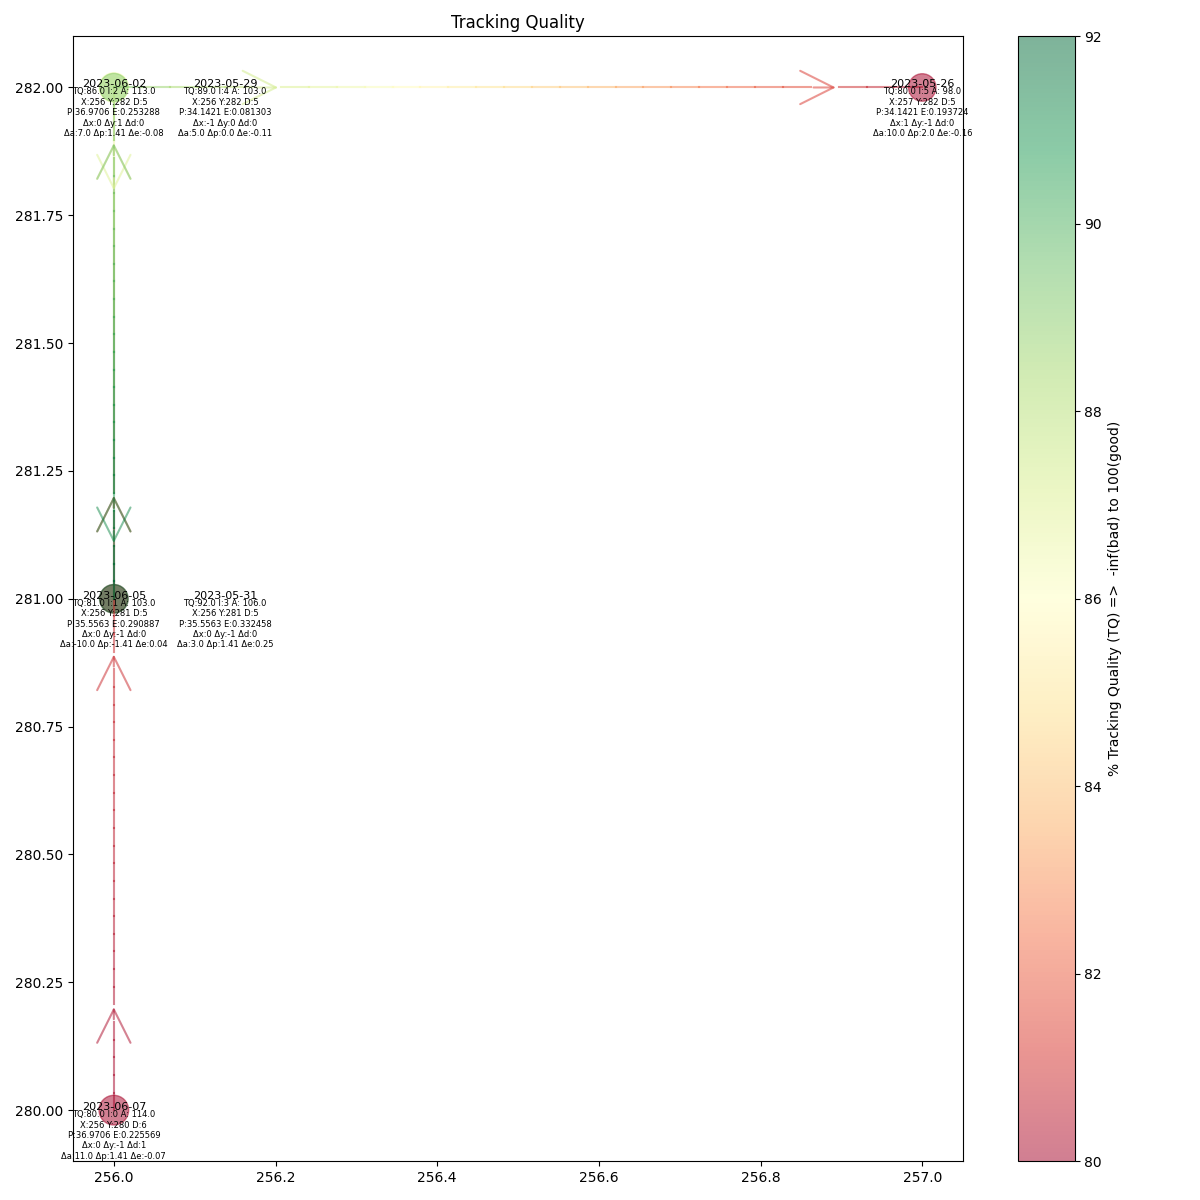 Tracking Quality
282.00
281.75
281.50
281.25
281.00
280.75
280.50
280.25
280.00
2023-06-02
TQ:86.0 I:2 A: 113.0
X:256 Y:282 D:5
P:36.9706 E:0.253288
Δx:0 Δy:1 Δd:0
Δa:7.0 Δp:1.41 Δe:-0.08
2023-05-29
TQ:89.0 I:4 A: 103.0
X:256 Y:282 D:5
P:34.1421 E:0.081303
Δx:-1 Δy:0 Δd:0
Δa:5.0 Δp:0.0 Δe:-0.11
2023-05-26
TQ:80.0 I:5 A: 98.0
X:257 Y:282 D:5
P:34.1421 E:0.193724
Δx:1 Δy:-1 Δd:0
Δa:10.0 Δp:2.0 Δe:-0.16
2023-06-05
TQ:81.0 I:1 A: 103.0
X:256 Y:281 D:5
P:35.5563 E:0.290887
Δx:0 Δy:-1 Δd:0
Δa:-10.0 Δp:-1.41 Δe:0.04
2023-05-31
TQ:92.0 I:3 A: 106.0
X:256 Y:281 D:5
P:35.5563 E:0.332458
Δx:0 Δy:-1 Δd:0
Δa:3.0 Δp:1.41 Δe:0.25
2023-06-07
TQ:80.0 I:0 A: 114.0
X:256 Y:280 D:6
P:36.9706 E:0.225569
Δx:0 Δy:-1 Δd:1
Δa:11.0 Δp:1.41 Δe:-0.07
256.0
256.2
256.4
256.6
256.8
257.0
92
90
88
86
84
82
80
% Tracking Quality (TQ) =>  -inf(bad) to 100(good)